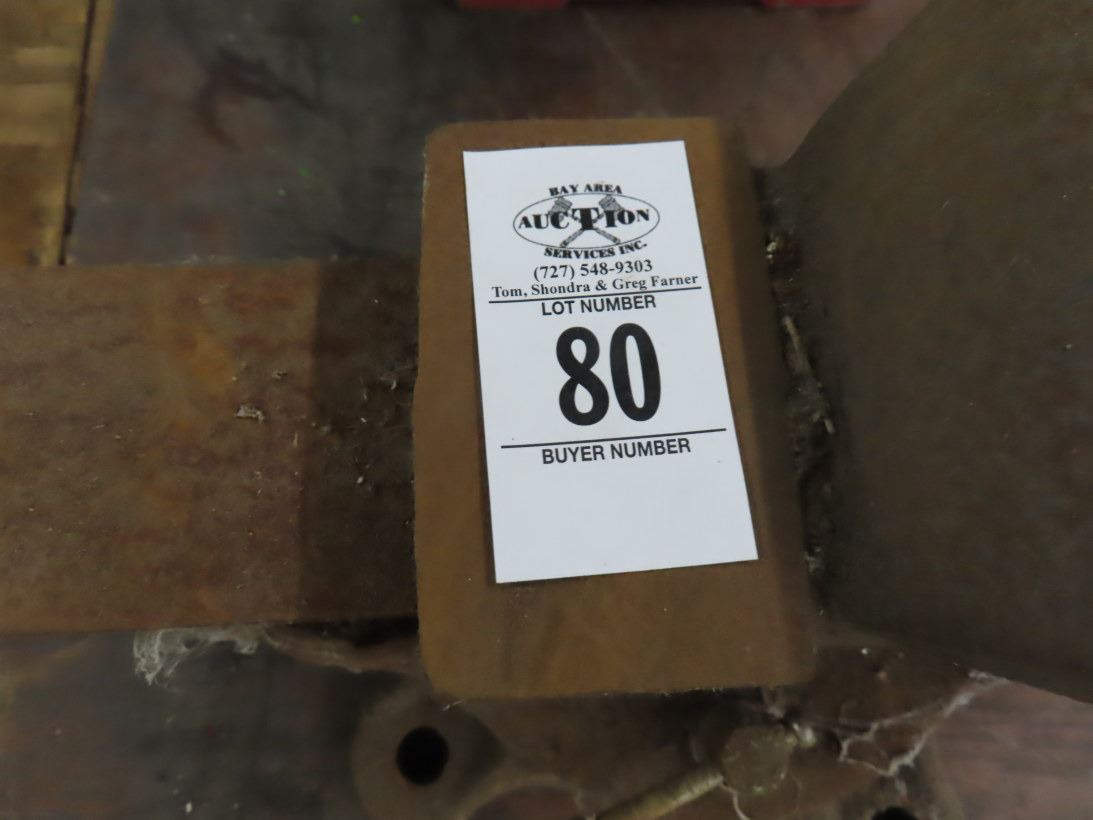 BAY AREA
AUCTION
SERVICES INC.
(727) 548-9303
Tom, Shondra & Greg Farner
LOT NUMBER
80
BUYER NUMBER